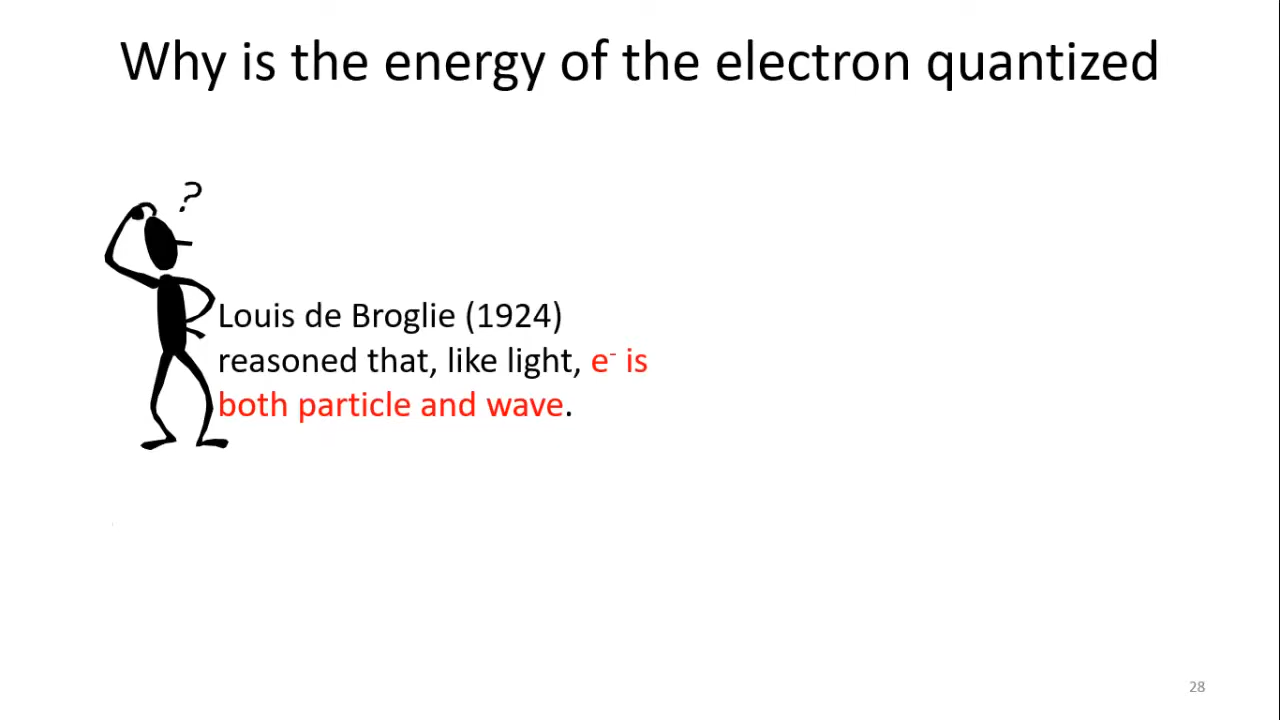 Why is the energy of the electron quantized
?
Louis de Broglie (1924)
reasoned that, like light, e⁻ is
both particle and wave.
28